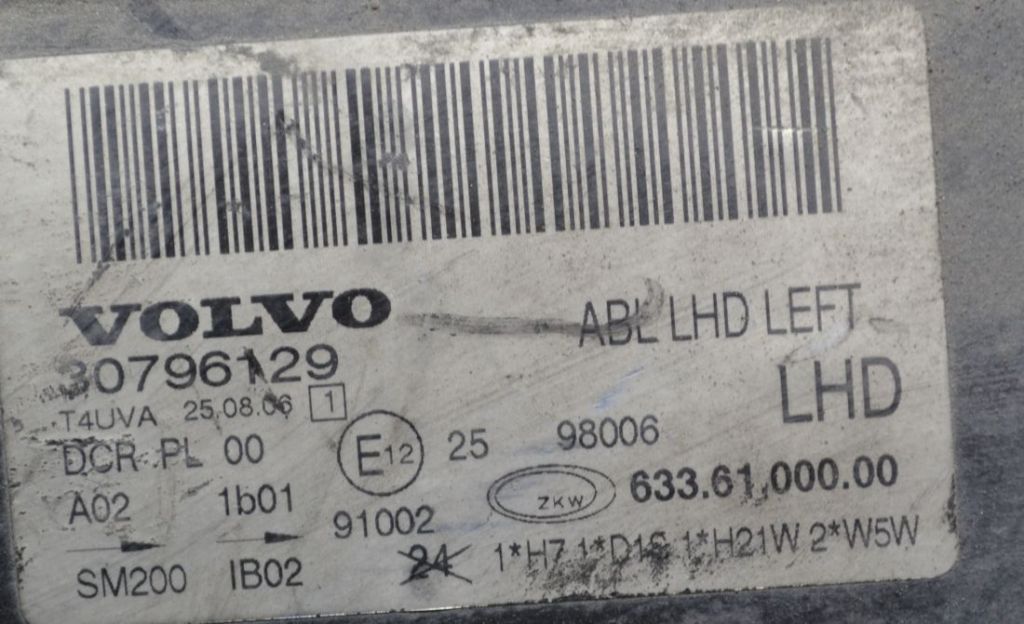 VOLVO
ABL LHD LEFT
30796129
LHD
T4UVA 25.08.06 1
DCR PL 00
E12 25 98006
A02 1b01
ZKW 633.61.000.00
91002
SM200 IB02
24 1*H7 1*D1S 1*H21W 2*W5W